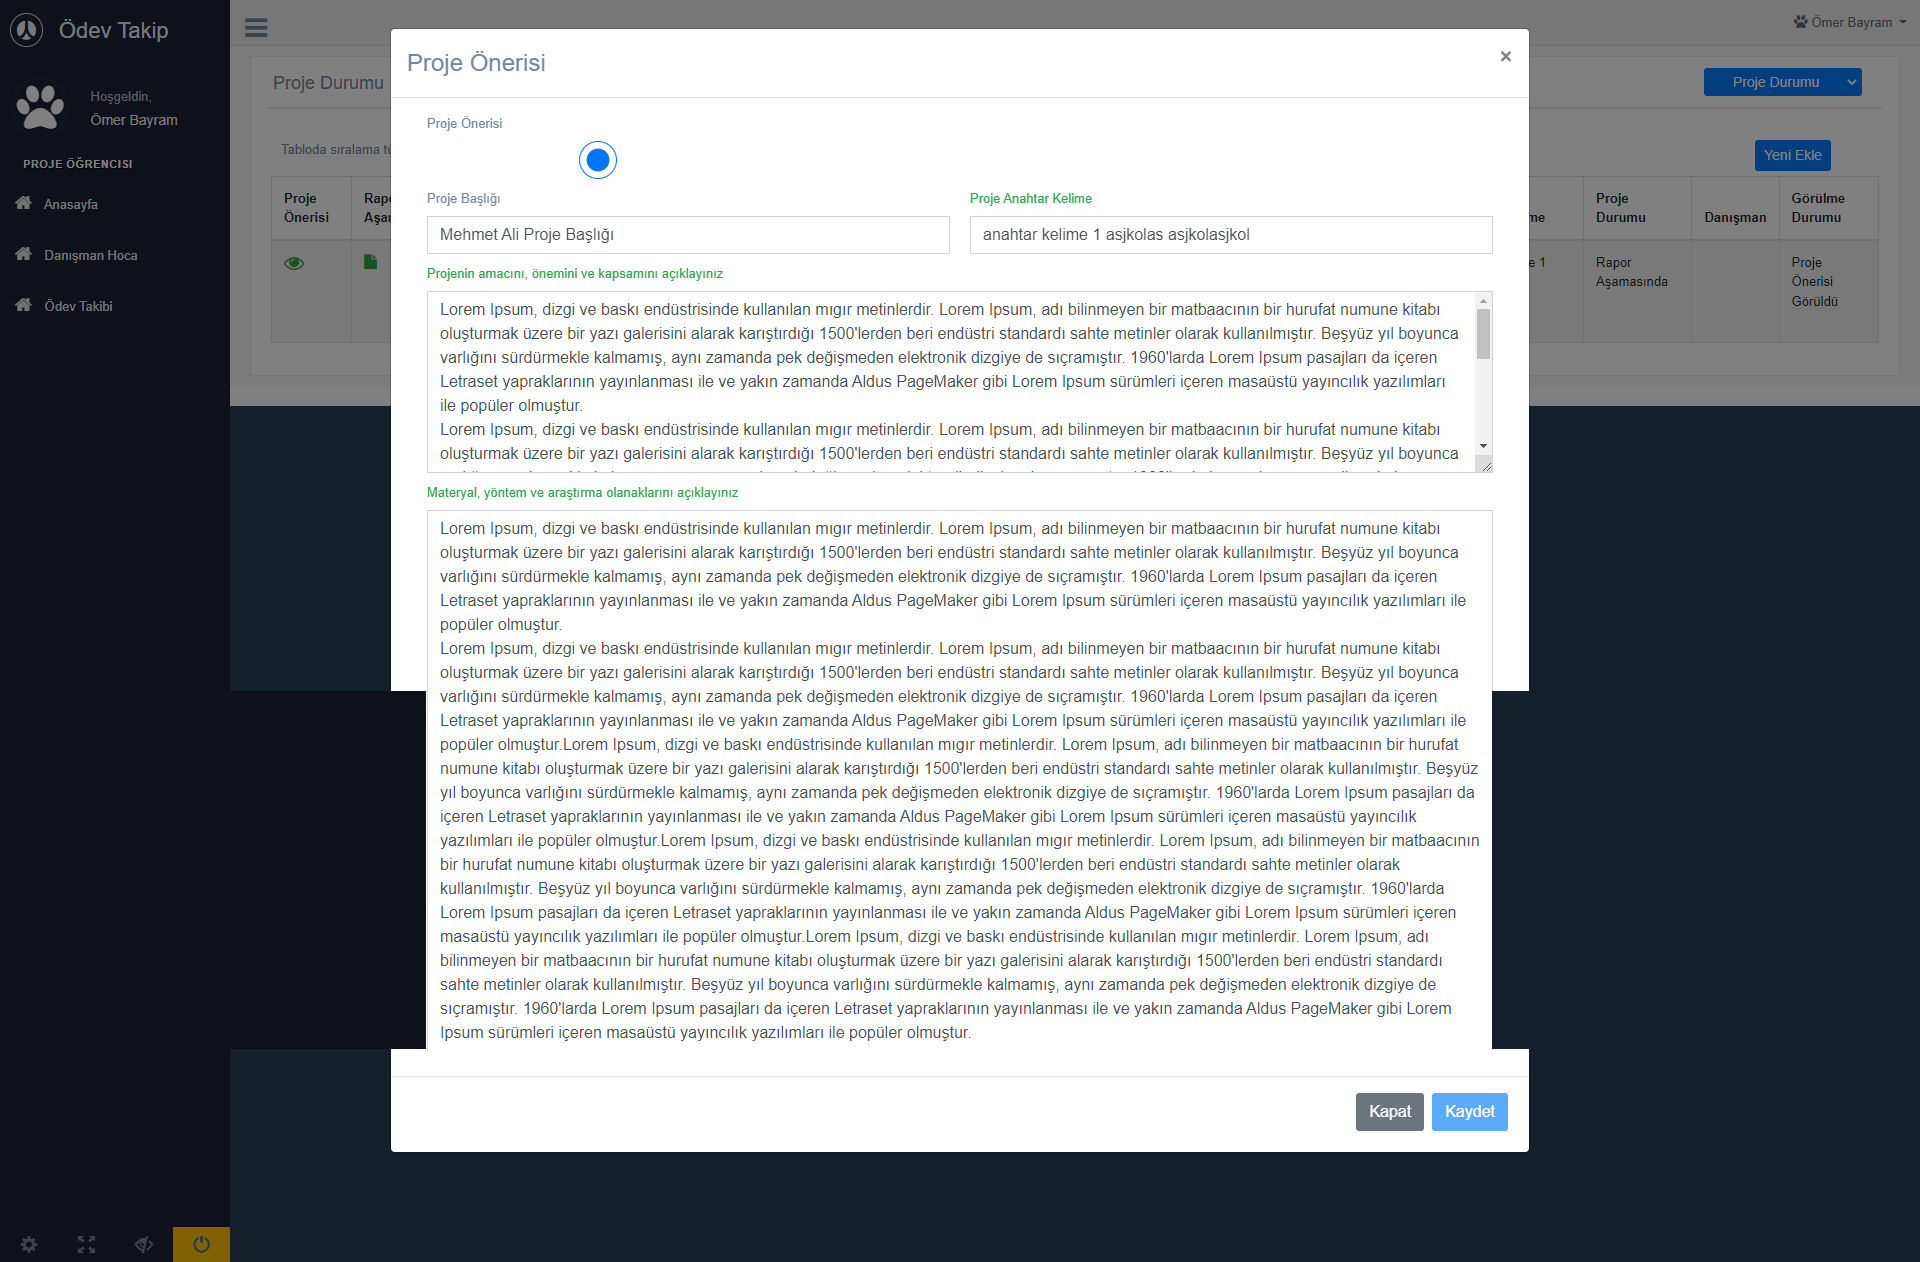 Ödev Takip
Hoşgeldin,
Ömer Bayram
PROJE ÖĞRENCISI
Anasayfa
Danışman Hoca
Ödev Takibi
Ömer Bayram
Proje Durumu
Proje Durumu
Tabloda sıralama
Yeni Ekle
Proje Önerisi
Proje Durumu
Danışman
Görülme Durumu
Rapor Aşamasında
Proje Önerisi Görüldü
Proje Önerisi
×
Proje Önerisi
Proje Başlığı
Proje Anahtar Kelime
Mehmet Ali Proje Başlığı
anahtar kelime 1 asjkolas asjkolasjkol
Projenin amacını, önemini ve kapsamını açıklayınız
Lorem Ipsum, dizgi ve baskı endüstrisinde kullanılan mıgır metinlerdir. Lorem Ipsum, adı bilinmeyen bir matbaacının bir hurufat numune kitabı
oluşturmak üzere bir yazı galerisini alarak karıştırdığı 1500'lerden beri endüstri standardı sahte metinler olarak kullanılmıştır. Beşyüz yıl boyunca
varlığını sürdürmekle kalmamış, aynı zamanda pek değişmeden elektronik dizgiye de sıçramıştır. 1960'larda Lorem Ipsum pasajları da içeren
Letraset yapraklarının yayınlanması ile ve yakın zamanda Aldus PageMaker gibi Lorem Ipsum sürümleri içeren masaüstü yayıncılık yazılımları
ile popüler olmuştur.
Lorem Ipsum, dizgi ve baskı endüstrisinde kullanılan mıgır metinlerdir. Lorem Ipsum, adı bilinmeyen bir matbaacının bir hurufat numune kitabı
oluşturmak üzere bir yazı galerisini alarak karıştırdığı 1500'lerden beri endüstri standardı sahte metinler olarak kullanılmıştır. Beşyüz yıl boyunca
Materyal, yöntem ve araştırma olanaklarını açıklayınız
Lorem Ipsum, dizgi ve baskı endüstrisinde kullanılan mıgır metinlerdir. Lorem Ipsum, adı bilinmeyen bir matbaacının bir hurufat numune kitabı
oluşturmak üzere bir yazı galerisini alarak karıştırdığı 1500'lerden beri endüstri standardı sahte metinler olarak kullanılmıştır. Beşyüz yıl boyunca
varlığını sürdürmekle kalmamış, aynı zamanda pek değişmeden elektronik dizgiye de sıçramıştır. 1960'larda Lorem Ipsum pasajları da içeren
Letraset yapraklarının yayınlanması ile ve yakın zamanda Aldus PageMaker gibi Lorem Ipsum sürümleri içeren masaüstü yayıncılık yazılımları ile
popüler olmuştur.
Lorem Ipsum, dizgi ve baskı endüstrisinde kullanılan mıgır metinlerdir. Lorem Ipsum, adı bilinmeyen bir matbaacının bir hurufat numune kitabı
oluşturmak üzere bir yazı galerisini alarak karıştırdığı 1500'lerden beri endüstri standardı sahte metinler olarak kullanılmıştır. Beşyüz yıl boyunca
varlığını sürdürmekle kalmamış, aynı zamanda pek değişmeden elektronik dizgiye de sıçramıştır. 1960'larda Lorem Ipsum pasajları da içeren
Letraset yapraklarının yayınlanması ile ve yakın zamanda Aldus PageMaker gibi Lorem Ipsum sürümleri içeren masaüstü yayıncılık yazılımları ile
popüler olmuştur.Lorem Ipsum, dizgi ve baskı endüstrisinde kullanılan mıgır metinlerdir. Lorem Ipsum, adı bilinmeyen bir matbaacının bir hurufat
numune kitabı oluşturmak üzere bir yazı galerisini alarak karıştırdığı 1500'lerden beri endüstri standardı sahte metinler olarak kullanılmıştır. Beşyüz
yıl boyunca varlığını sürdürmekle kalmamış, aynı zamanda pek değişmeden elektronik dizgiye de sıçramıştır. 1960'larda Lorem Ipsum pasajları da
içeren Letraset yapraklarının yayınlanması ile ve yakın zamanda Aldus PageMaker gibi Lorem Ipsum sürümleri içeren masaüstü yayıncılık
yazılımları ile popüler olmuştur.Lorem Ipsum, dizgi ve baskı endüstrisinde kullanılan mıgır metinlerdir. Lorem Ipsum, adı bilinmeyen bir matbaacının
bir hurufat numune kitabı oluşturmak üzere bir yazı galerisini alarak karıştırdığı 1500'lerden beri endüstri standardı sahte metinler olarak
kullanılmıştır. Beşyüz yıl boyunca varlığını sürdürmekle kalmamış, aynı zamanda pek değişmeden elektronik dizgiye de sıçramıştır. 1960'larda
Lorem Ipsum pasajları da içeren Letraset yapraklarının yayınlanması ile ve yakın zamanda Aldus PageMaker gibi Lorem Ipsum sürümleri içeren
masaüstü yayıncılık yazılımları ile popüler olmuştur.Lorem Ipsum, dizgi ve baskı endüstrisinde kullanılan mıgır metinlerdir. Lorem Ipsum, adı
bilinmeyen bir matbaacının bir hurufat numune kitabı oluşturmak üzere bir yazı galerisini alarak karıştırdığı 1500'lerden beri endüstri standardı
sahte metinler olarak kullanılmıştır. Beşyüz yıl boyunca varlığını sürdürmekle kalmamış, aynı zamanda pek değişmeden elektronik dizgiye de
sıçramıştır. 1960'larda Lorem Ipsum pasajları da içeren Letraset yapraklarının yayınlanması ile ve yakın zamanda Aldus PageMaker gibi Lorem
Ipsum sürümleri içeren masaüstü yayıncılık yazılımları ile popüler olmuştur.
Kapat
Kaydet